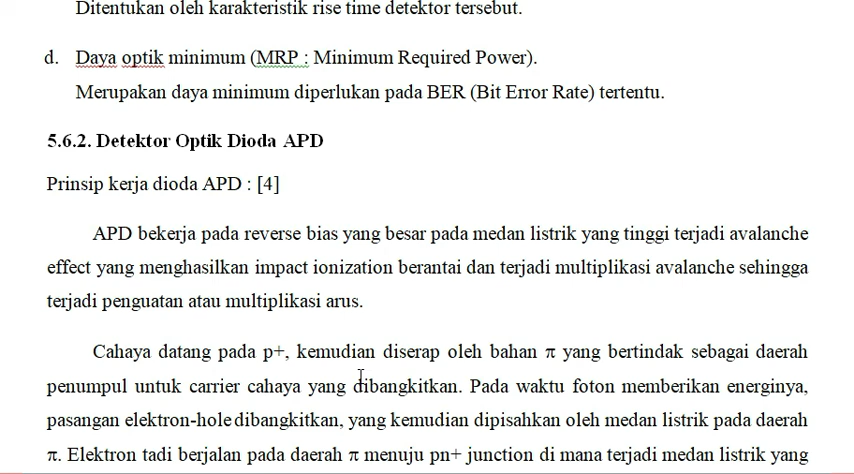 Ditentukan oleh karakteristik rise time detektor tersebut.
d. Daya optik minimum (MRP : Minimum Required Power).
Merupakan daya minimum diperlukan pada BER (Bit Error Rate) tertentu.
5.6.2. Detektor Optik Dioda APD
Prinsip kerja dioda APD : [4]
APD bekerja pada reverse bias yang besar pada medan listrik yang tinggi terjadi avalanche
effect yang menghasilkan impact ionization berantai dan terjadi multiplikasi avalanche sehingga
terjadi penguatan atau multiplikasi arus.
Cahaya datang pada p+, kemudian diserap oleh bahan π yang bertindak sebagai daerah
penumpul untuk carrier cahaya yang dibangkitkan. Pada waktu foton memberikan energinya,
pasangan elektron-hole dibangkitkan, yang kemudian dipisahkan oleh medan listrik pada daerah
π. Elektron tadi berjalan pada daerah π menuju pn+ junction di mana terjadi medan listrik yang